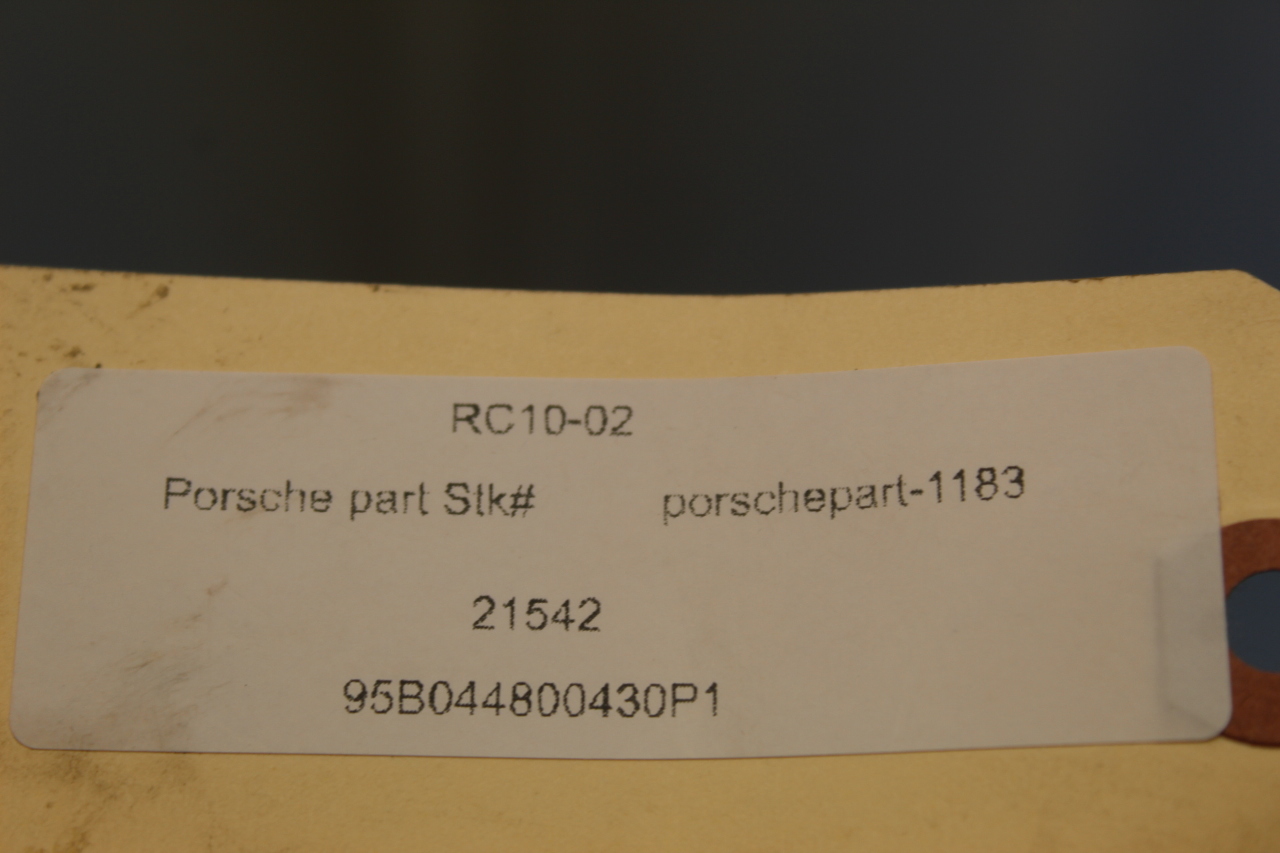 RC10-02
Porsche part Stk# porschepart-1183
21542
95B044800430P1